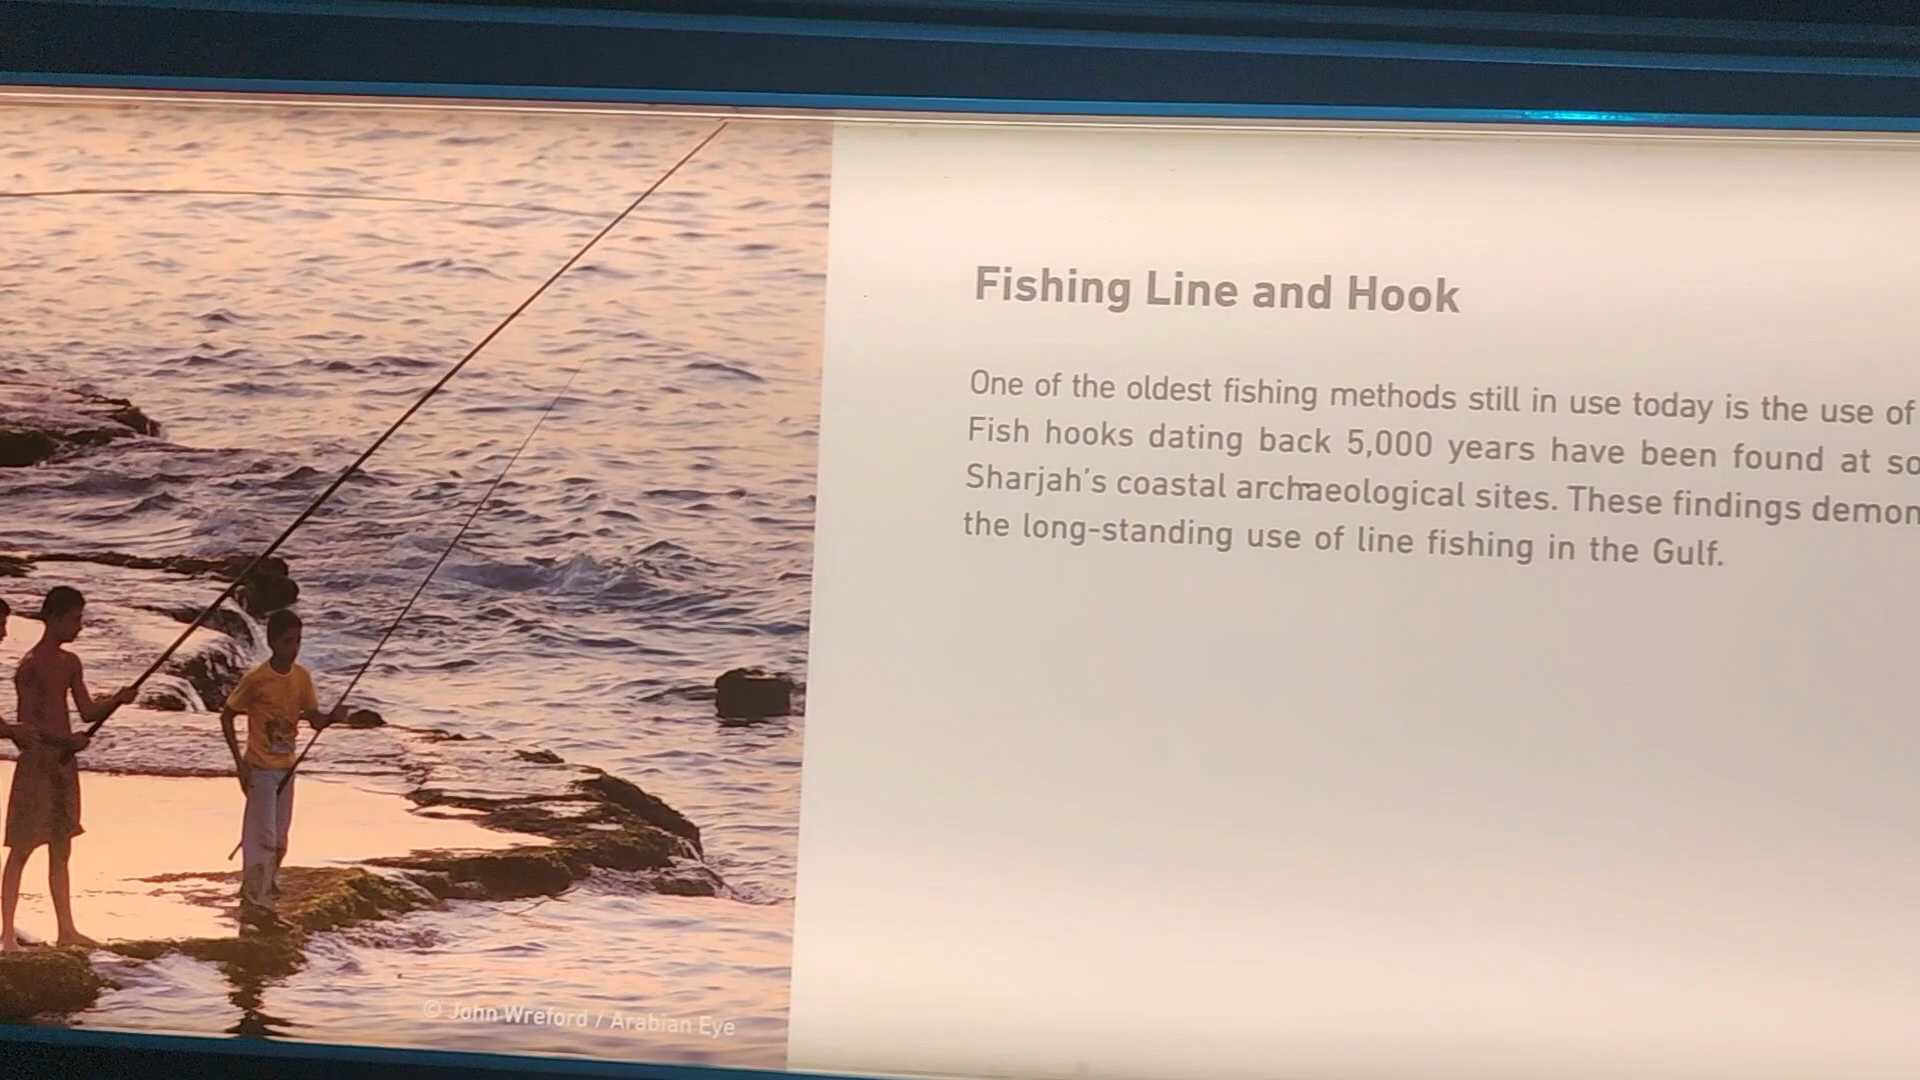 Fishing Line and Hook
One of the oldest fishing methods still in use today is the use of
Fish hooks dating back 5,000 years have been found at so
Sharjah's coastal archaeological sites. These findings demon
the long-standing use of line fishing in the Gulf.
© John Wreford / Arabian Eye